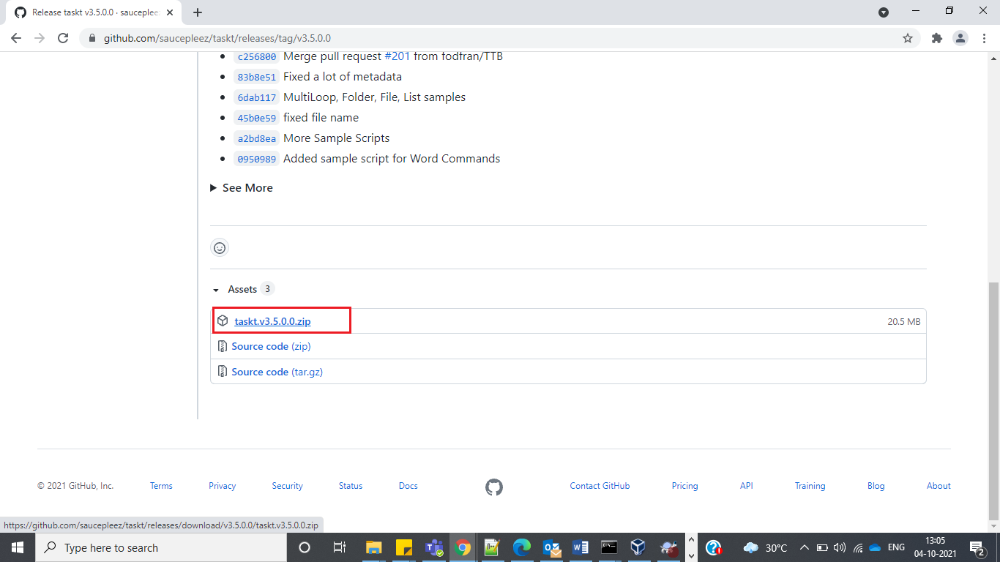 Release taskt v3.5.0.0 · saucepleez
github.com/saucepleez/taskt/releases/tag/v3.5.0.0
c256800 Merge pull request #201 from fodfran/TTB
83b8e51 Fixed a lot of metadata
6dab117 MultiLoop, Folder, File, List samples
45b0e59 fixed file name
a2bd8ea More Sample Scripts
0950989 Added sample script for Word Commands
See More
Assets 3
taskt.v3.5.0.0.zip 20.5 MB
Source code (zip)
Source code (tar.gz)
© 2021 GitHub, Inc. Terms Privacy Security Status Docs Contact GitHub Pricing API Training Blog About
https://github.com/saucepleez/taskt/releases/download/v3.5.0.0/taskt.v3.5.0.0.zip
Type here to search
30°C
ENG
13:05
04-10-2021
2